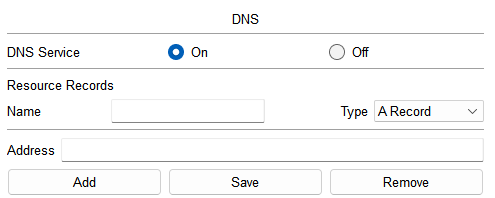 DNS
DNS Service On Off
Resource Records
Name Type A Record
Address
Add Save Remove